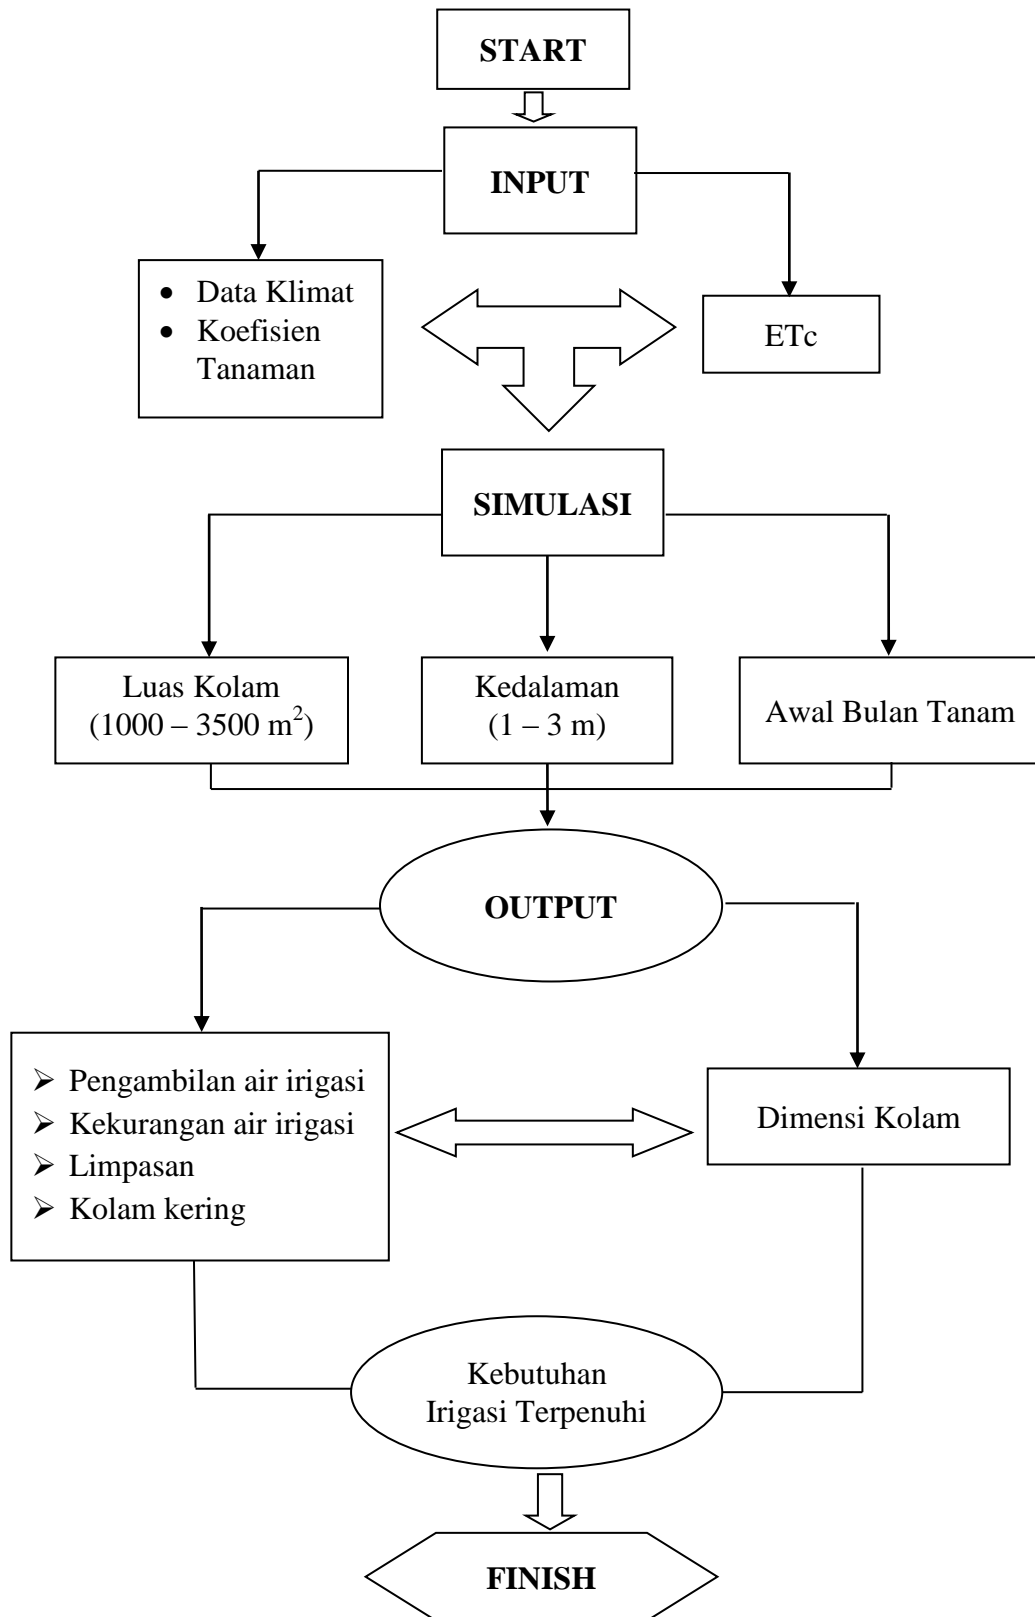 START
INPUT
• Data Klimat
• Koefisien
Tanaman
ETc
SIMULASI
Luas Kolam
(1000 – 3500 m²)
Kedalaman
(1 – 3 m)
Awal Bulan Tanam
OUTPUT
➢ Pengambilan air irigasi
➢ Kekurangan air irigasi
➢ Limpasan
➢ Kolam kering
Dimensi Kolam
Kebutuhan
Irigasi Terpenuhi
FINISH